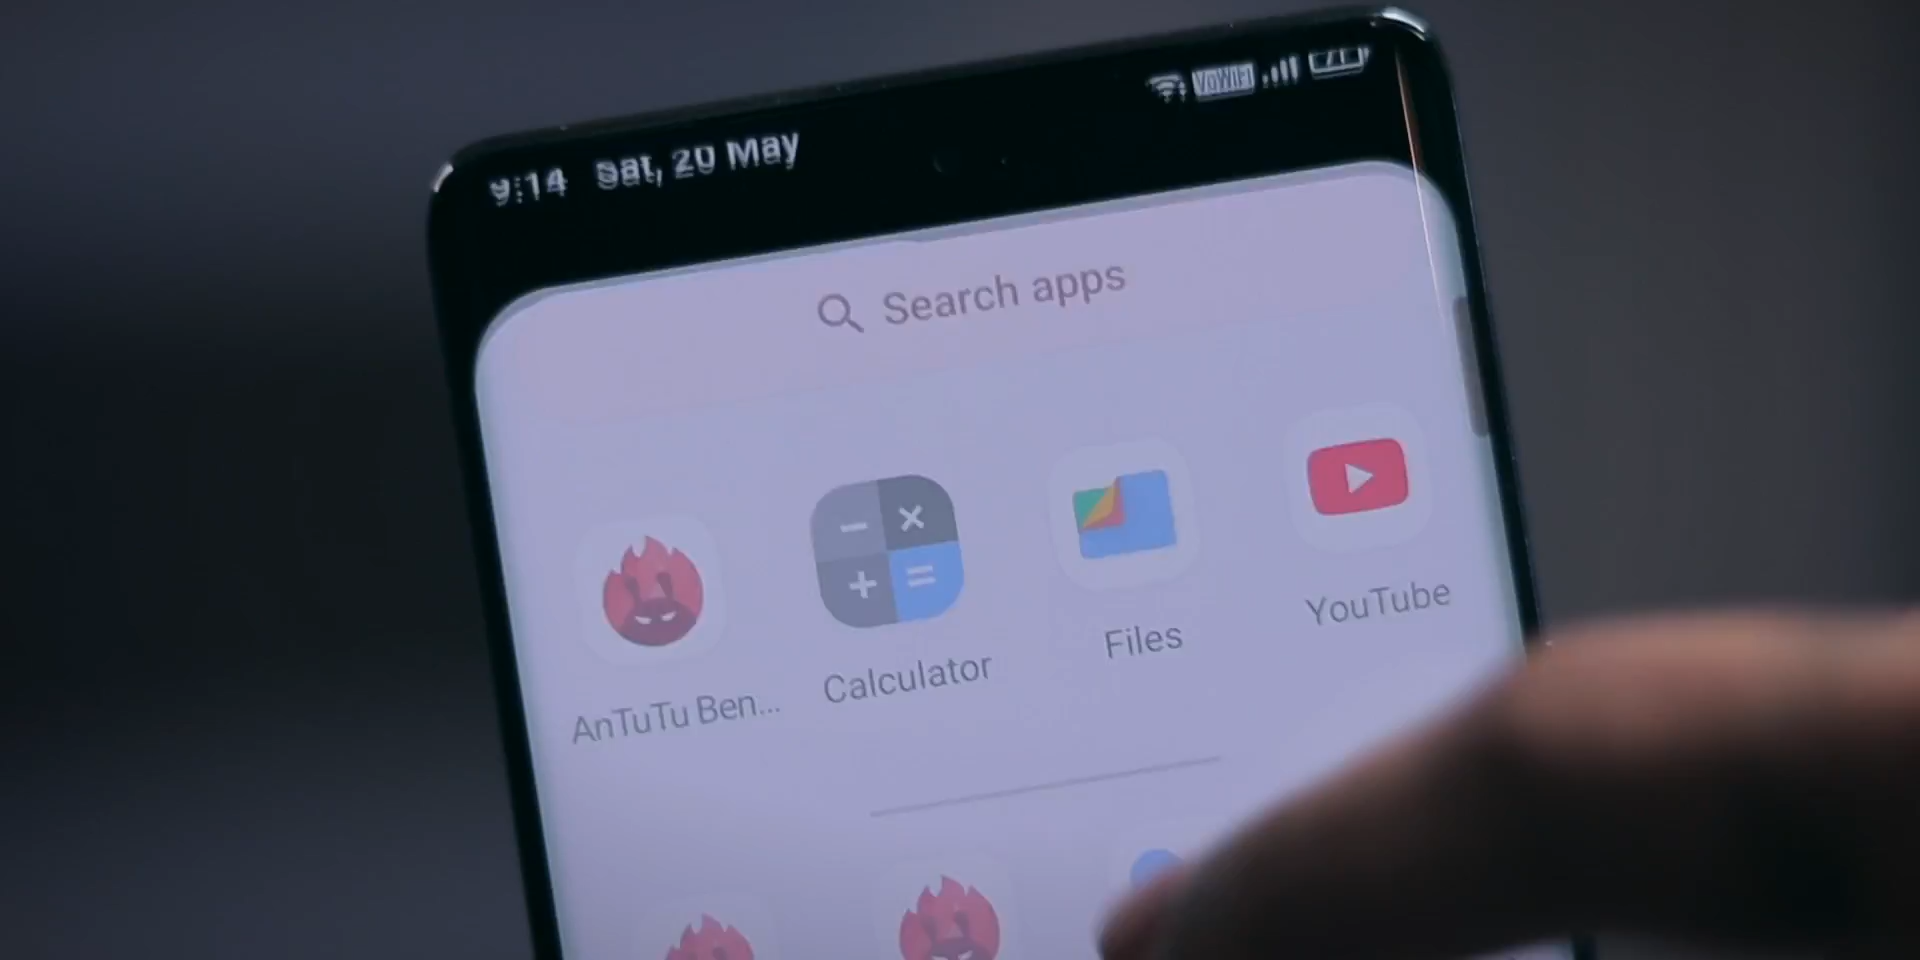 9:14 Sat, 20 May
VoWiFi
Search apps
AnTuTu Ben...
Calculator
Files
YouTube